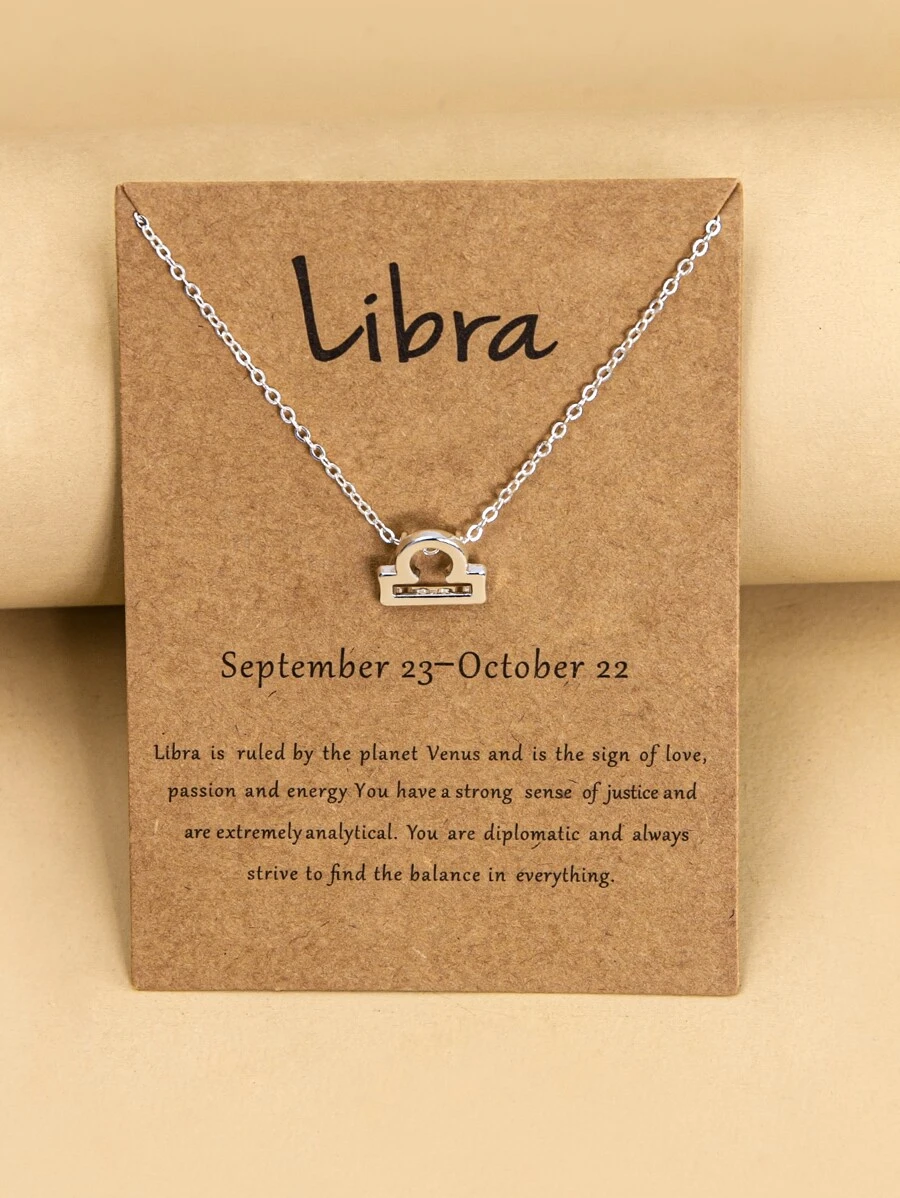 Libra
September 23–October 22
Libra is ruled by the planet Venus and is the sign of love,
passion and energy You have a strong sense of justice and
are extremely analytical. You are diplomatic and always
strive to find the balance in everything.